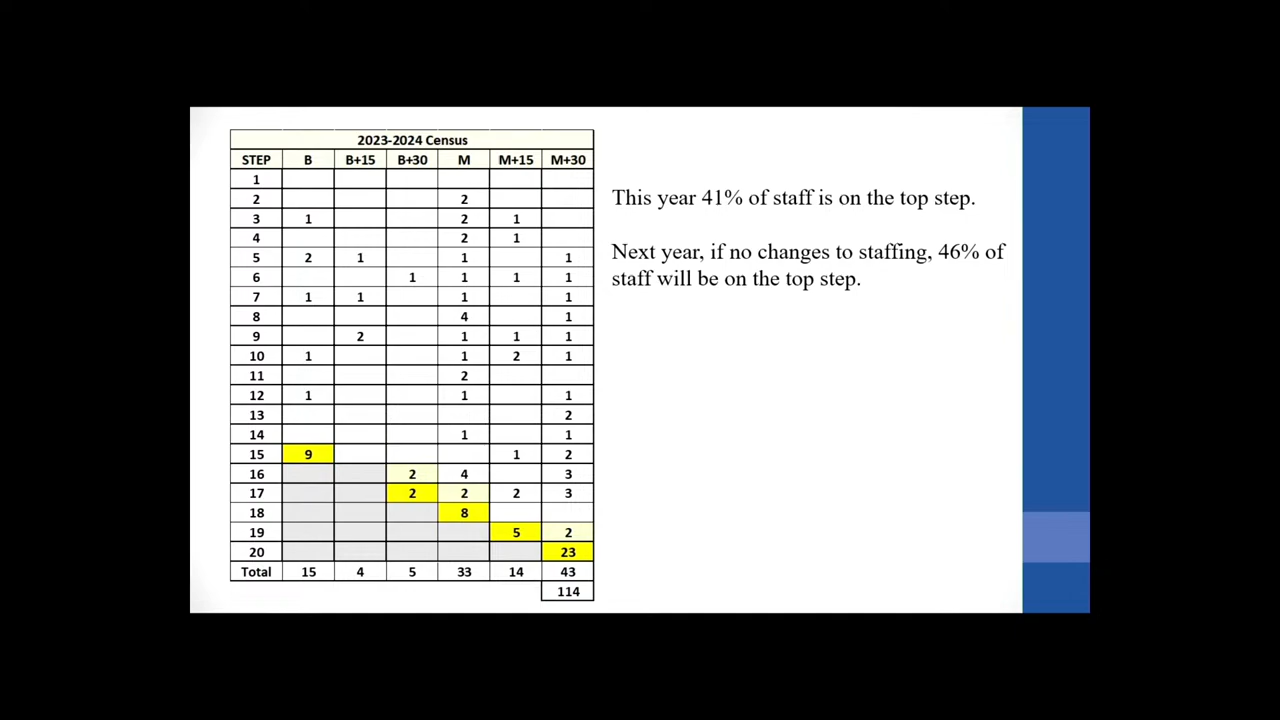 2023-2024 Census
STEP B B+15 B+30 M M+15 M+30
1
2 2
3 1 2 1
4 2 1
5 2 1 1 1
6 1 1 1 1
7 1 1 1 1
8 4 1
9 2 1 1 1
10 1 1 2 1
11 2
12 1 1 1
13 2
14 1 1
15 9 1 2
16 2 4 3
17 2 2 2 3
18 8
19 5 2
20 23
Total 15 4 5 33 14 43
114
This year 41% of staff is on the top step.
Next year, if no changes to staffing, 46% of
staff will be on the top step.